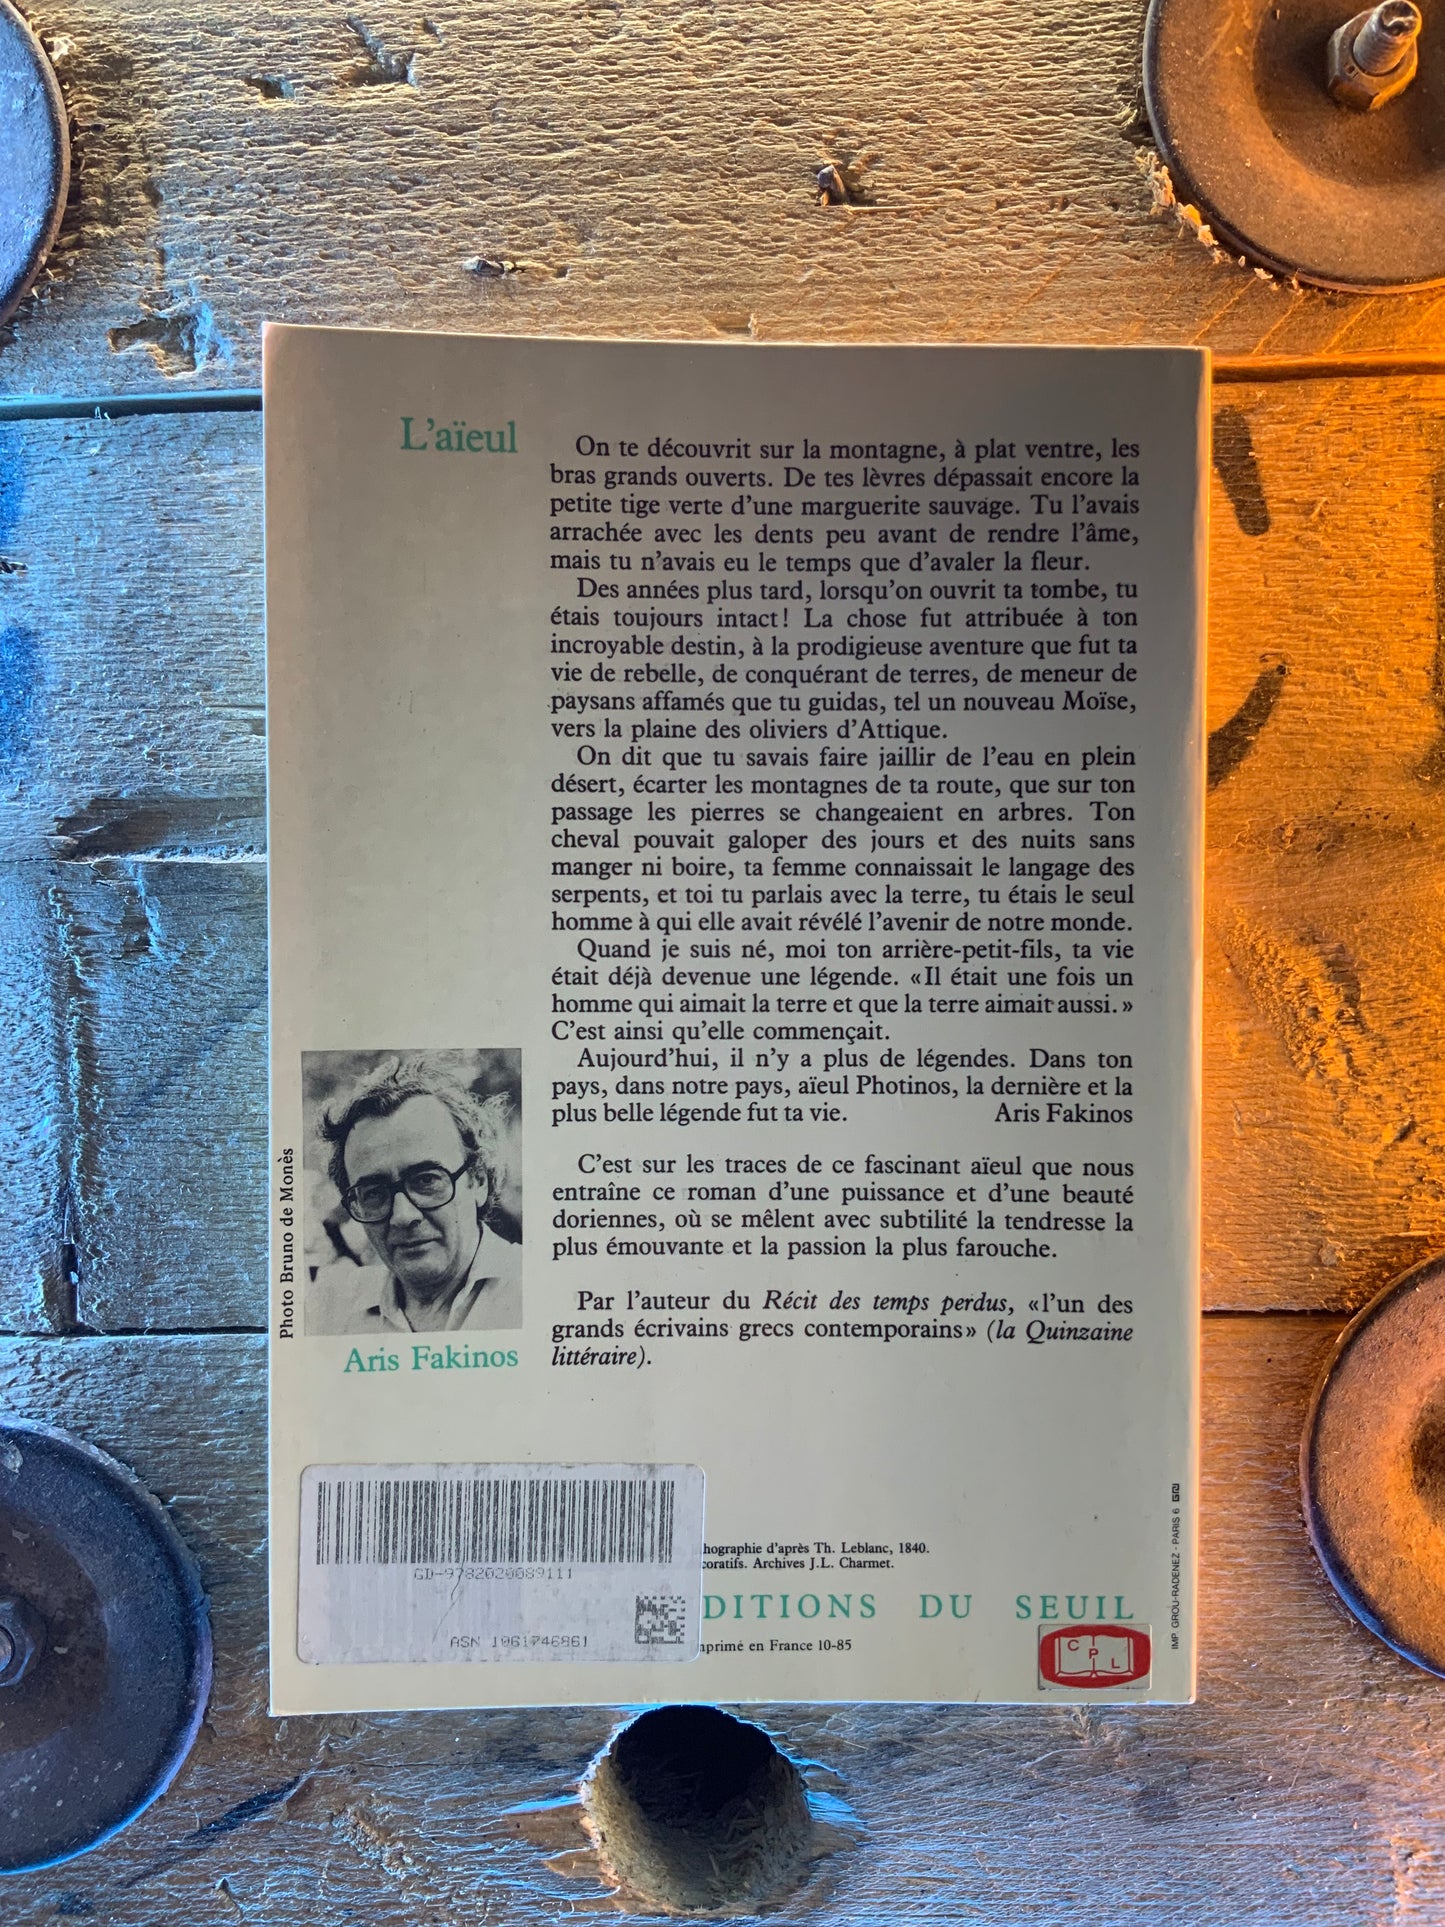 L'aïeul
On te découvrit sur la montagne, à plat ventre, les
bras grands ouverts. De tes lèvres dépassait encore la
petite tige verte d'une marguerite sauvage. Tu l'avais
arrachée avec les dents peu avant de rendre l'âme,
mais tu n'avais eu le temps que d'avaler la fleur.
Des années plus tard, lorsqu'on ouvrit ta tombe, tu
étais toujours intact! La chose fut attribuée à ton
incroyable destin, à la prodigieuse aventure que fut ta
vie de rebelle, de conquérant de terres, de meneur de
paysans affamés que tu guidas, tel un nouveau Moïse,
vers la plaine des oliviers d'Attique.
On dit que tu savais faire jaillir de l'eau en plein
désert, écarter les montagnes de ta route, que sur ton
passage les pierres se changeaient en arbres. Ton
cheval pouvait galoper des jours et des nuits sans
manger ni boire, ta femme connaissait le langage des
serpents, et toi tu parlais avec la terre, tu étais le seul
homme à qui elle avait révélé l'avenir de notre monde.
Quand je suis né, moi ton arrière-petit-fils, ta vie
était déjà devenue une légende. «Il était une fois un
homme qui aimait la terre et que la terre aimait aussi.»
C'est ainsi qu'elle commençait.
Aujourd'hui, il n'y a plus de légendes. Dans ton
pays, dans notre pays, aïeul Photinos, la dernière et la
plus belle légende fut ta vie. Aris Fakinos
C'est sur les traces de ce fascinant aïeul que nous
entraîne ce roman d'une puissance et d'une beauté
doriennes, où se mêlent avec subtilité la tendresse la
plus émouvante et la passion la plus farouche.
Par l'auteur du Récit des temps perdus, «l'un des
grands écrivains grecs contemporains» (la Quinzaine
littéraire).
Photo Bruno de Monès
Aris Fakinos
GD-9782020089111
ASN 1061746861
hographie d'après Th. Leblanc, 1840.
coratifs. Archives J.L. Charmet.
DITIONS DU SEUIL
mprimé en France 10-85
CPL
IMP. GROU-RADENEZ - PARIS 6